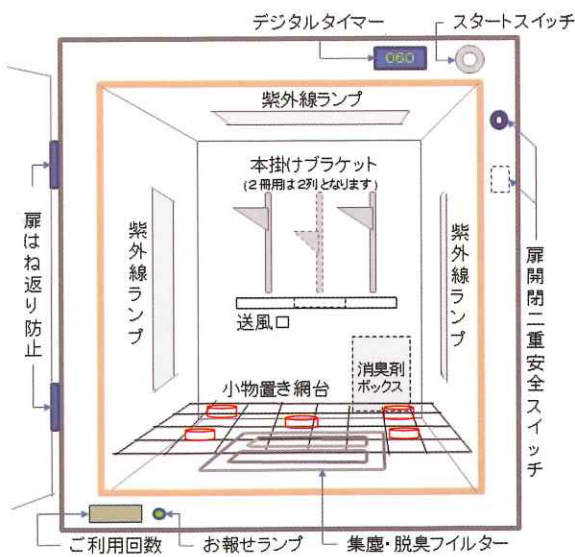 デジタルタイマー
スタートスイッチ
060
紫外線ランプ
本掛けブラケット
(2冊用は2列となります)
紫外線ランプ
紫外線ランプ
扉はね返り防止
扉開閉二重安全スイッチ
送風口
消臭剤
ボックス
小物置き網台
ご利用回数
お報せランプ
集塵・脱臭フイルター